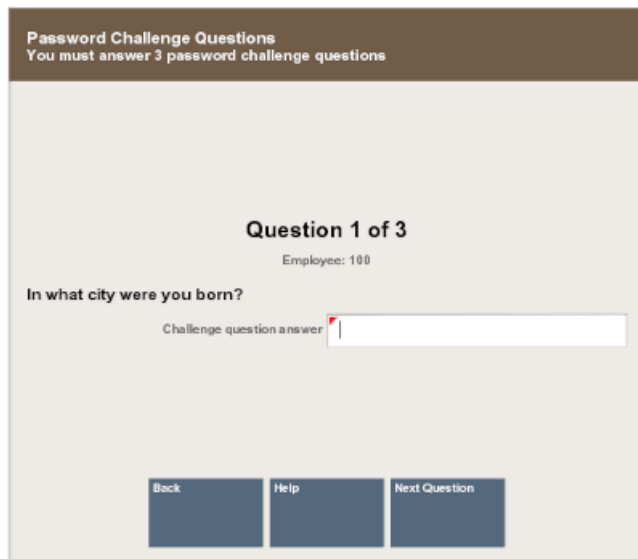 Password Challenge Questions
You must answer 3 password challenge questions
Question 1 of 3
Employee: 100
In what city were you born?
Challenge question answer
Back
Help
Next Question